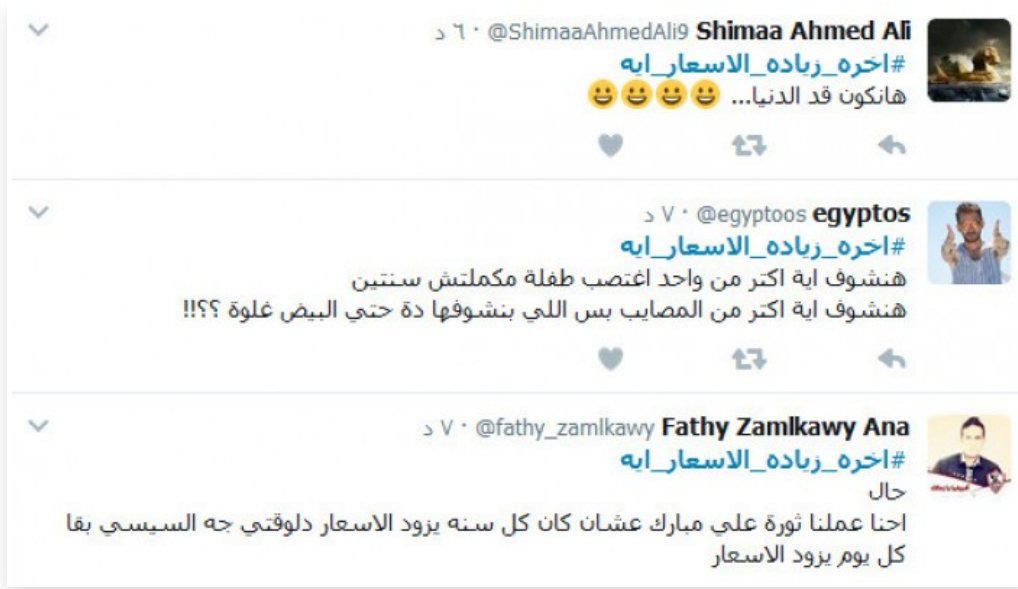 Shimaa Ahmed Ali @ShimaaAhmedAli9 · ٦ د
#اخره_زياده_الاسعار_ايه
هانكون قد الدنيا... 😀😀😀😀
egyptos @egyptoos · ٧ د
#اخره_زياده_الاسعار_ايه
هنشوف اية اكتر من واحد اغتصب طفلة مكملتش سنتين
هنشوف اية اكتر من المصايب بس اللي بنشوفها دة حتي البيض غلوة ؟؟!!
Fathy Zamlkawy Ana @fathy_zamlkawy · ٧ د
#اخره_زياده_الاسعار_ايه
حال
احنا عملنا ثورة علي مبارك عشان كان كل سنه يزود الاسعار دلوقتي جه السيسي بقا
كل يوم يزود الاسعار